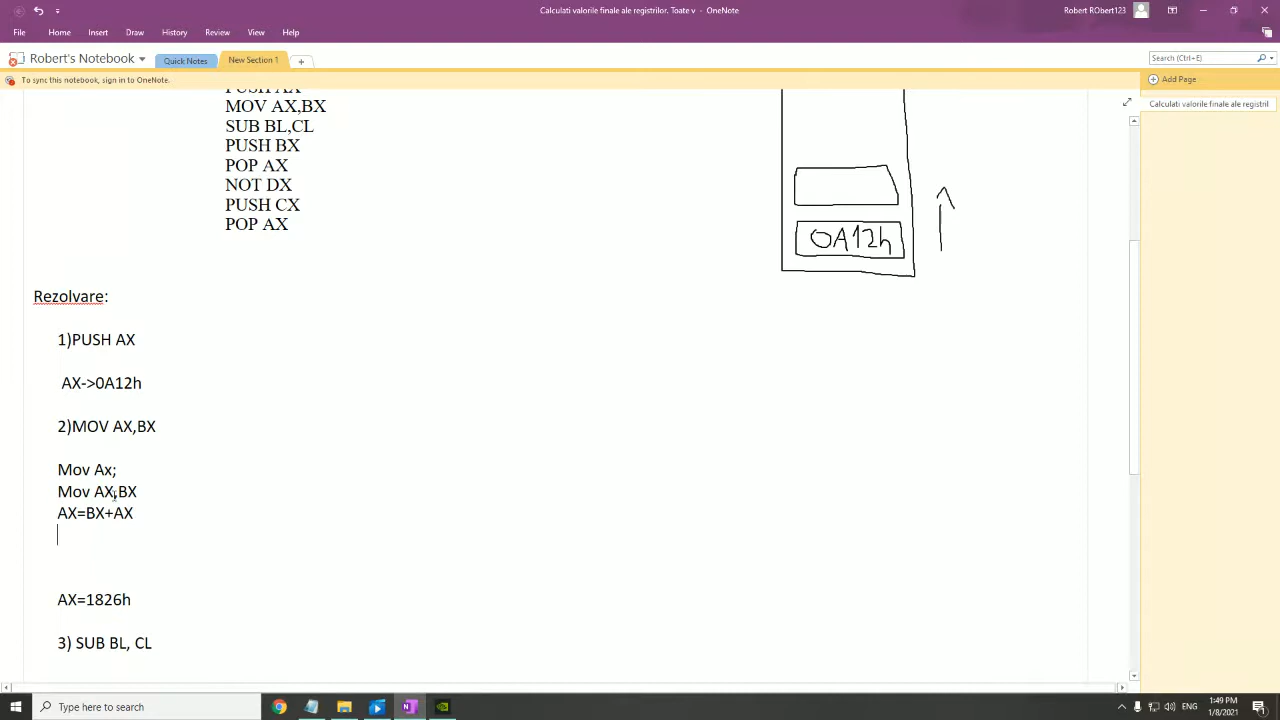 Calculati valorile finale ale registrilor. Toate v - OneNote
Robert RObert123
File Home Insert Draw History Review View Help
Robert's Notebook
Quick Notes
New Section 1
Search (Ctrl+E)
To sync this notebook, sign in to OneNote.
Add Page
Calculati valorile finale ale registril
PUSH AX
MOV AX,BX
SUB BL,CL
PUSH BX
POP AX
NOT DX
PUSH CX
POP AX
0A12h
Rezolvare:
1)PUSH AX
AX->0A12h
2)MOV AX,BX
Mov Ax;
Mov AX,BX
AX=BX+AX
AX=1826h
3) SUB BL, CL
Type here to search
ENG
1:49 PM
1/8/2021